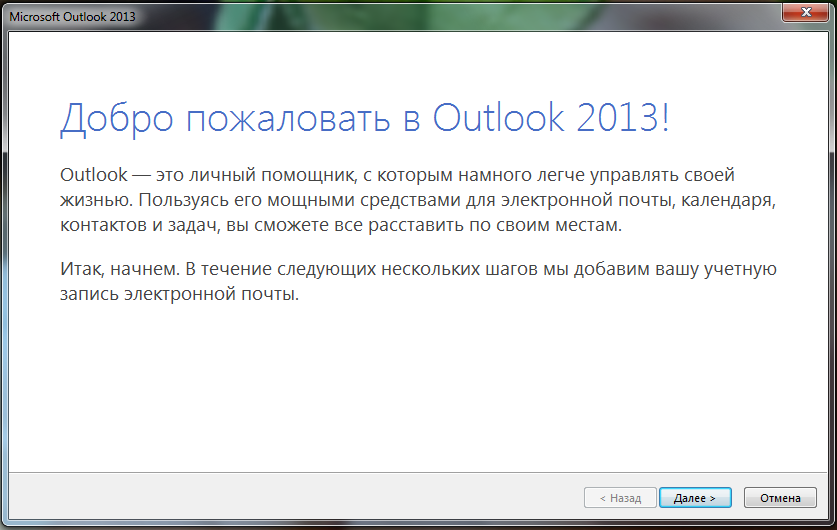 Microsoft Outlook 2013
Добро пожаловать в Outlook 2013!
Outlook — это личный помощник, с которым намного легче управлять своей
жизнью. Пользуясь его мощными средствами для электронной почты, календаря,
контактов и задач, вы сможете все расставить по своим местам.
Итак, начнем. В течение следующих нескольких шагов мы добавим вашу учетную
запись электронной почты.
< Назад Далее > Отмена